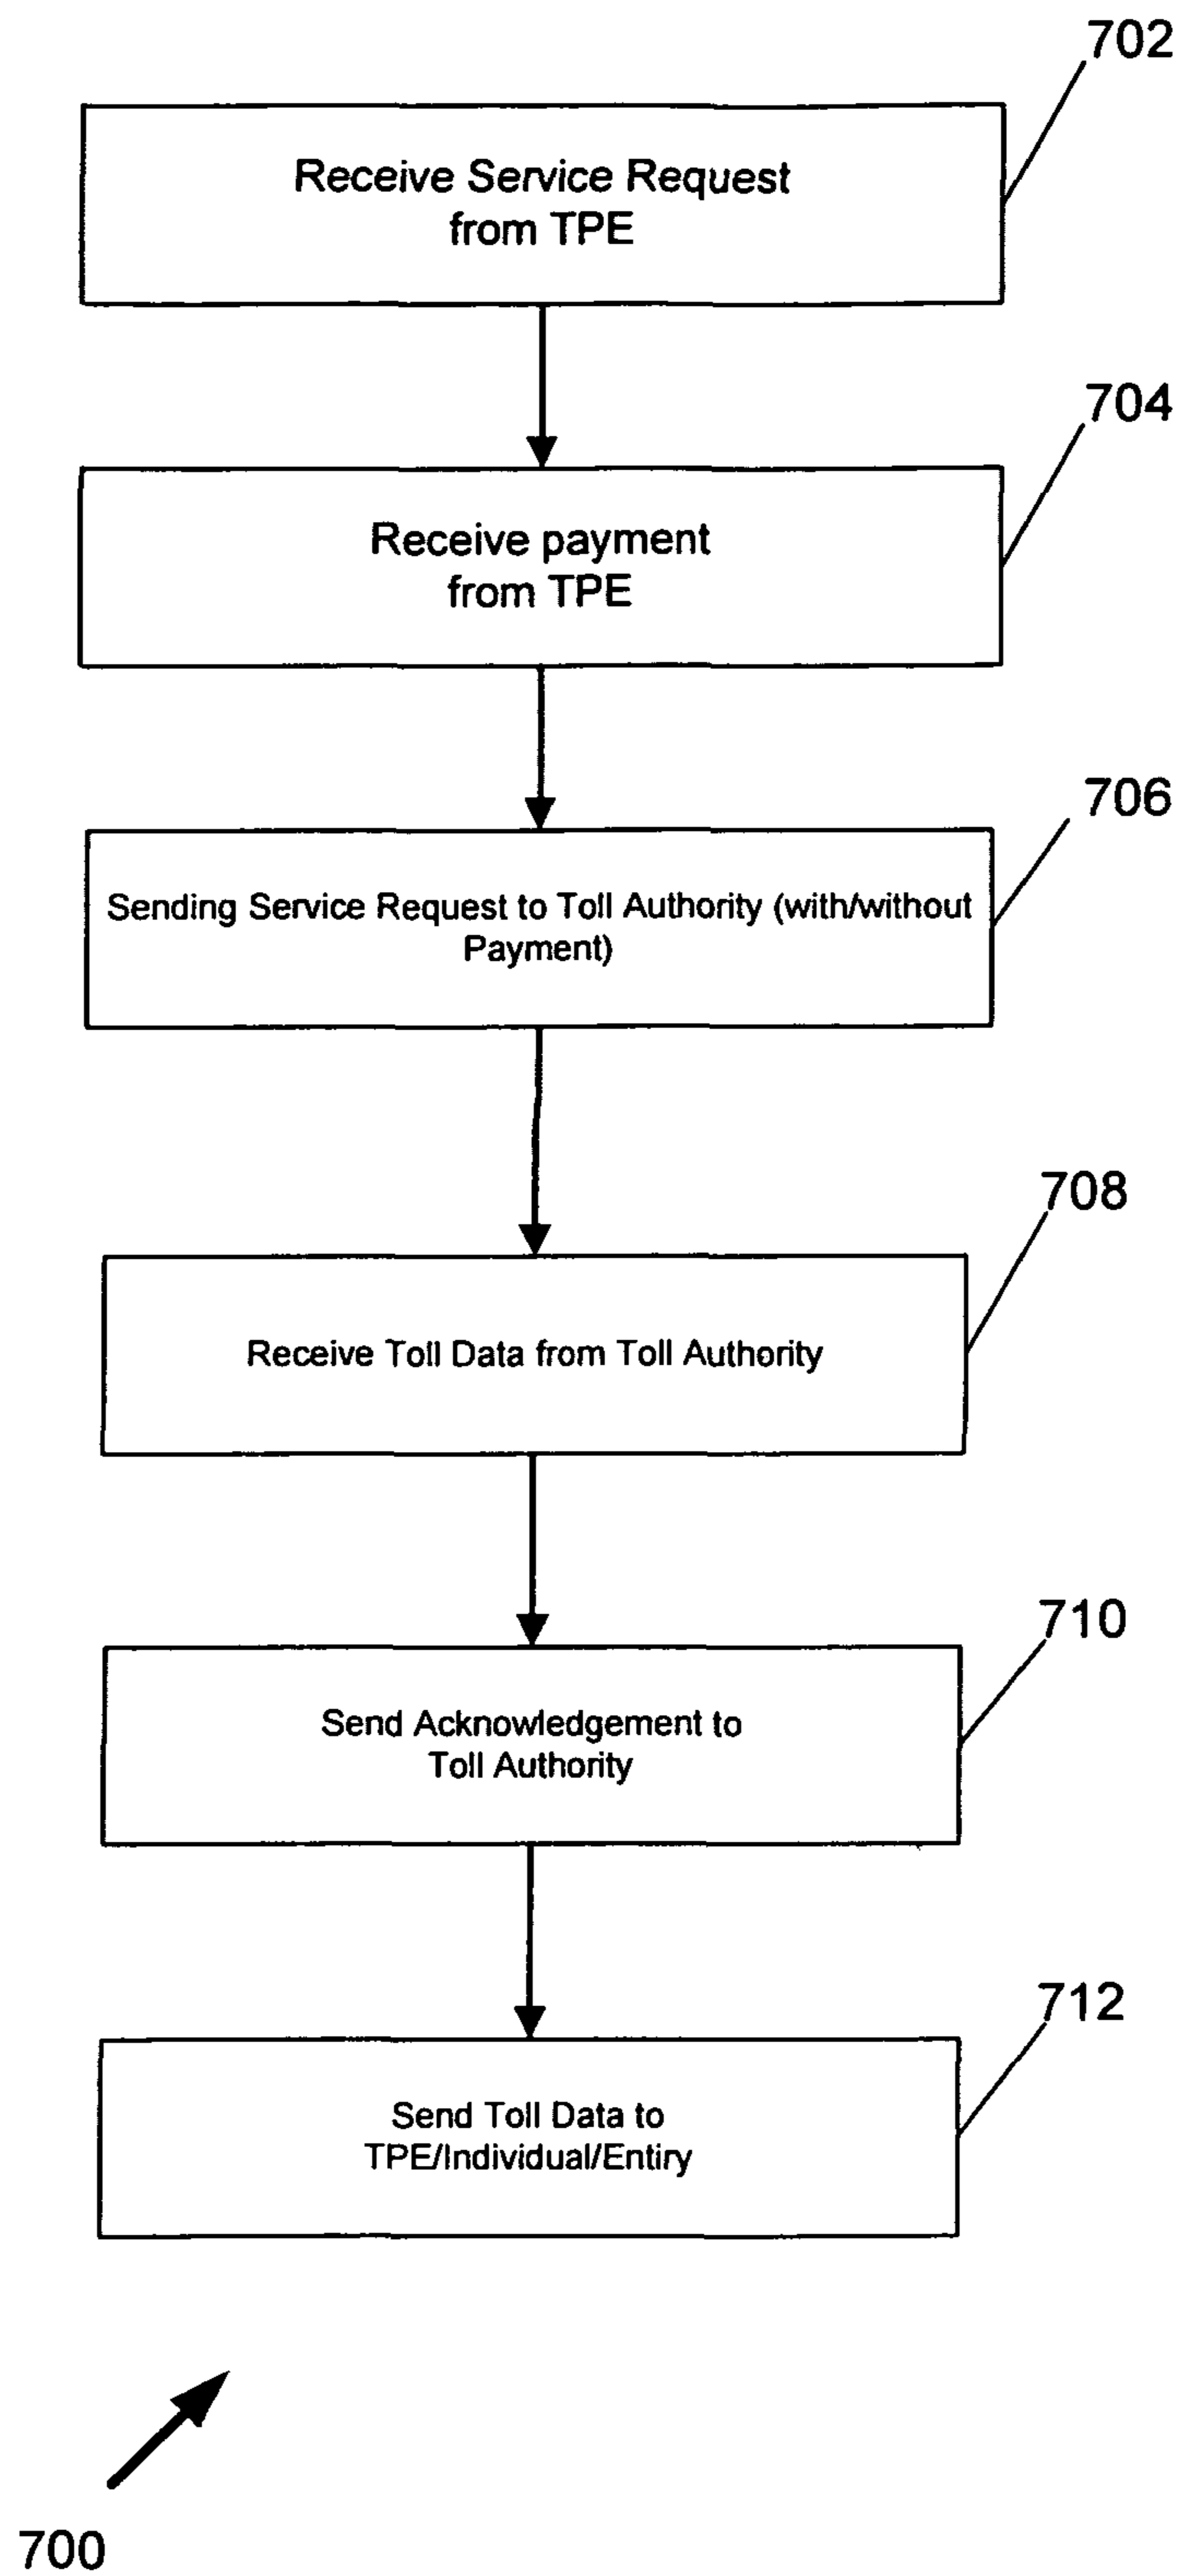 702
Receive Service Request
from TPE
704
Receive payment
from TPE
706
Sending Service Request to Toll Authority (with/without
Payment)
708
Receive Toll Data from Toll Authority
710
Send Acknowledgement to
Toll Authority
712
Send Toll Data to
TPE/Individual/Entiry
700